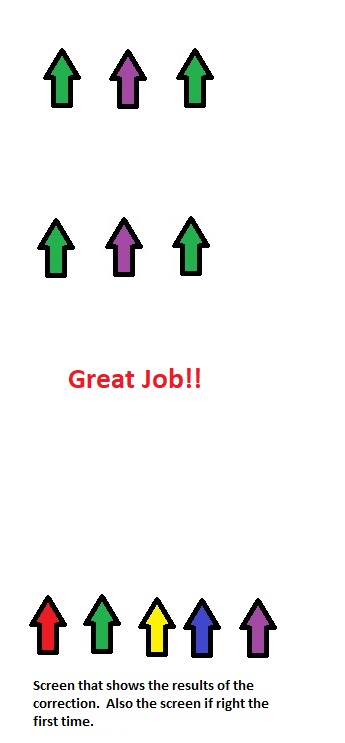 Great Job!!
Screen that shows the results of the
correction.  Also the screen if right the
first time.